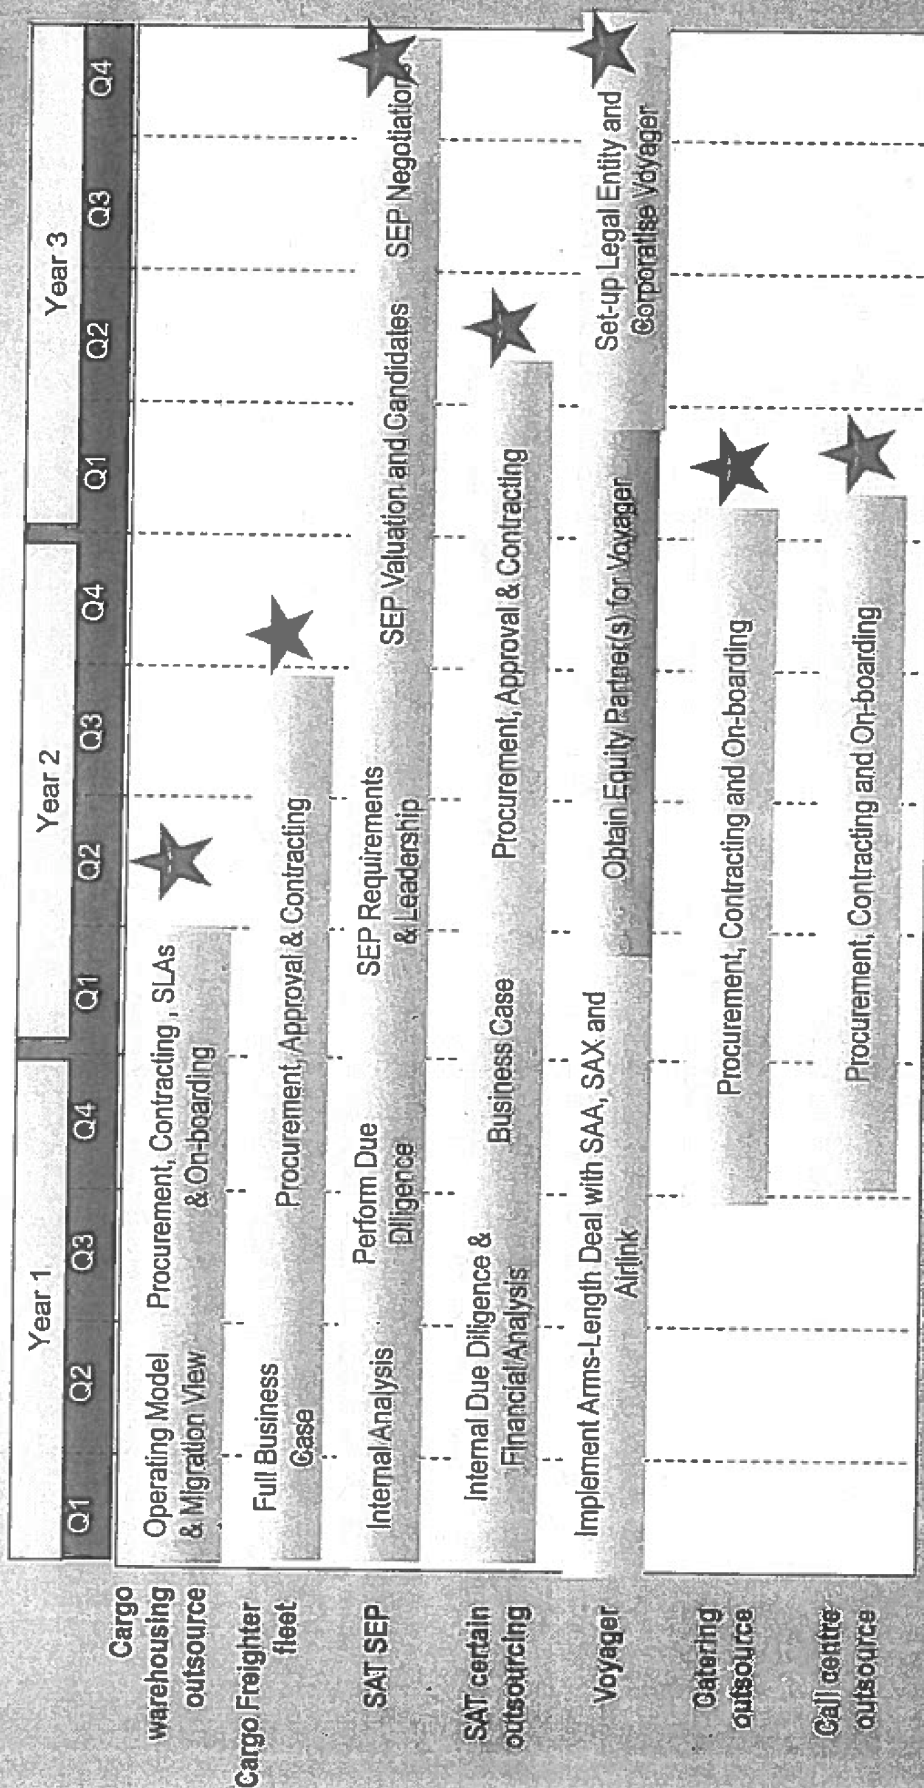 Year 1
Year 2
Year 3
Q1 Q2 Q3 Q4 Q1 Q2 Q3 Q4 Q1 Q2 Q3 Q4
Cargo
warehousing
outsource
Operating Model
& Migration View
Procurement, Contracting , SLAs
& On-boarding
Cargo Freighter
fleet
Full Business
Case
Procurement, Approval & Contracting
SAT SEP
Internal Analysis
Perform Due
Diligence
SEP Requirements
& Leadership
SEP Valuation and Candidates
SEP Negotiations
SAT certain
outsourcing
Internal Due Diligence &
Financial Analysis
Business Case
Procurement, Approval & Contracting
Voyager
Implement Arms-Length Deal with SAA, SAX and
Airlink
Obtain Equity Partner(s) for Voyager
Set-up Legal Entity and
Corporatise Voyager
Catering
outsource
Procurement, Contracting and On-boarding
Call centre
outsource
Procurement, Contracting and On-boarding